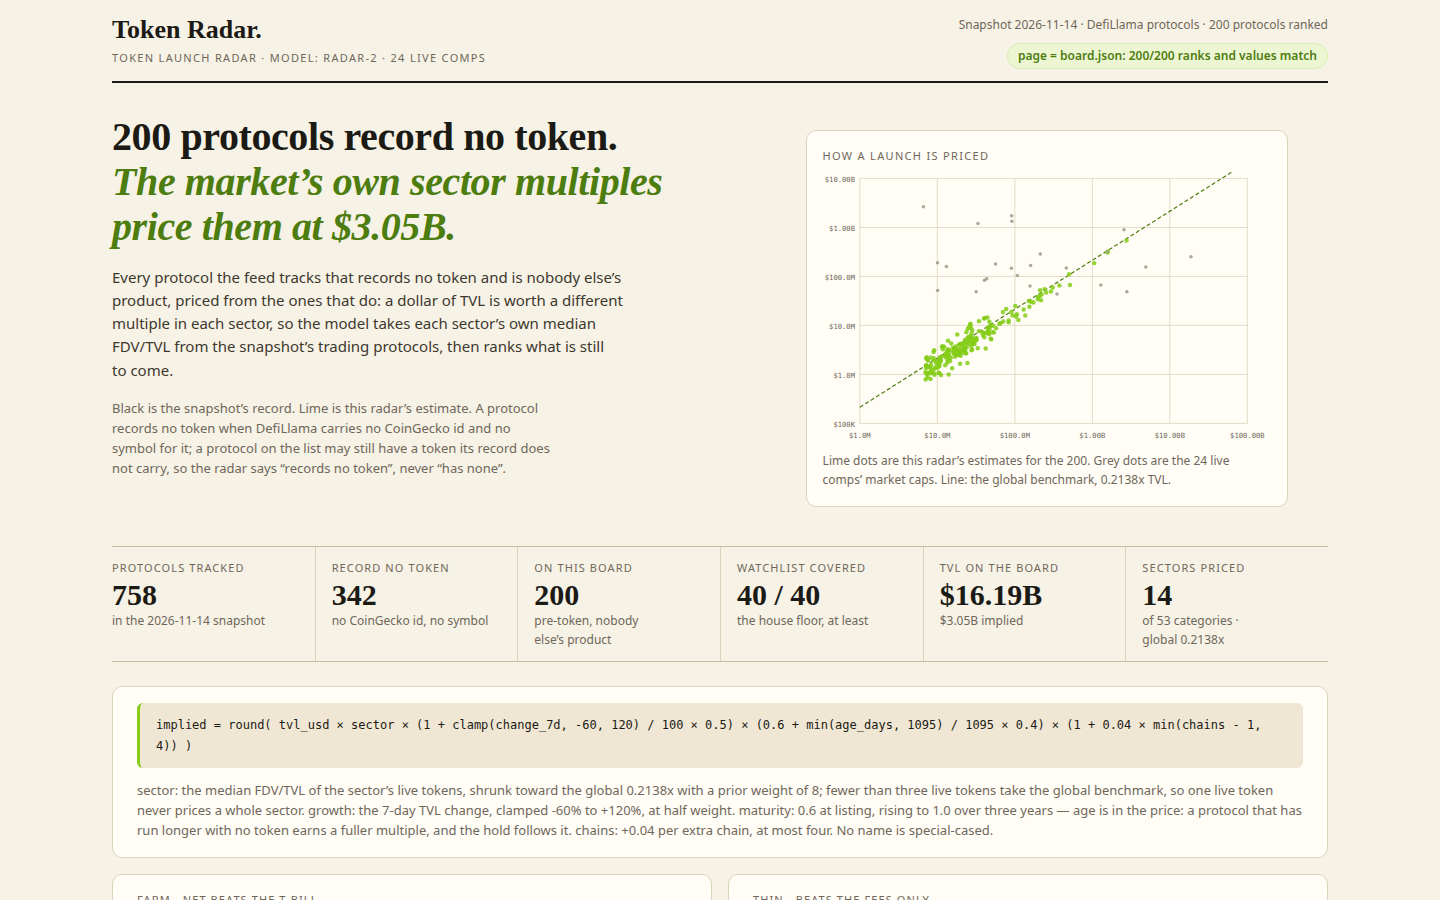 Token Radar.
TOKEN LAUNCH RADAR · MODEL: RADAR-2 · 24 LIVE COMPS
Snapshot 2026-11-14 · DefiLlama protocols · 200 protocols ranked
page = board.json: 200/200 ranks and values match
200 protocols record no token.
The market’s own sector multiples
price them at $3.05B.
Every protocol the feed tracks that records no token and is nobody else’s
product, priced from the ones that do: a dollar of TVL is worth a different
multiple in each sector, so the model takes each sector’s own median
FDV/TVL from the snapshot’s trading protocols, then ranks what is still
to come.
Black is the snapshot’s record. Lime is this radar’s estimate. A protocol
records no token when DefiLlama carries no CoinGecko id and no
symbol for it; a protocol on the list may still have a token its record does
not carry, so the radar says “records no token”, never “has none”.
HOW A LAUNCH IS PRICED
$10.00B
$1.00B
$100.0M
$10.0M
$1.0M
$100K
$1.0M $10.0M $100.0M $1.00B $10.00B $100.00B
Lime dots are this radar’s estimates for the 200. Grey dots are the 24 live
comps’ market caps. Line: the global benchmark, 0.2138x TVL.
PROTOCOLS TRACKED
758
in the 2026-11-14 snapshot
RECORD NO TOKEN
342
no CoinGecko id, no symbol
ON THIS BOARD
200
pre-token, nobody
else’s product
WATCHLIST COVERED
40 / 40
the house floor, at least
TVL ON THE BOARD
$16.19B
$3.05B implied
SECTORS PRICED
14
of 53 categories ·
global 0.2138x
implied = round( tvl_usd × sector × (1 + clamp(change_7d, -60, 120) / 100 × 0.5) × (0.6 + min(age_days, 1095) / 1095 × 0.4) × (1 + 0.04 × min(chains - 1,
4)) )
sector: the median FDV/TVL of the sector’s live tokens, shrunk toward the global 0.2138x with a prior weight of 8; fewer than three live tokens take the global benchmark, so one live token
never prices a whole sector. growth: the 7-day TVL change, clamped -60% to +120%, at half weight. maturity: 0.6 at listing, rising to 1.0 over three years — age is in the price: a protocol that has
run longer with no token earns a fuller multiple, and the hold follows it. chains: +0.04 per extra chain, at most four. No name is special-cased.
FARM · NET BEATS THE T-BILL
THIN · BEATS THE FEES ONLY